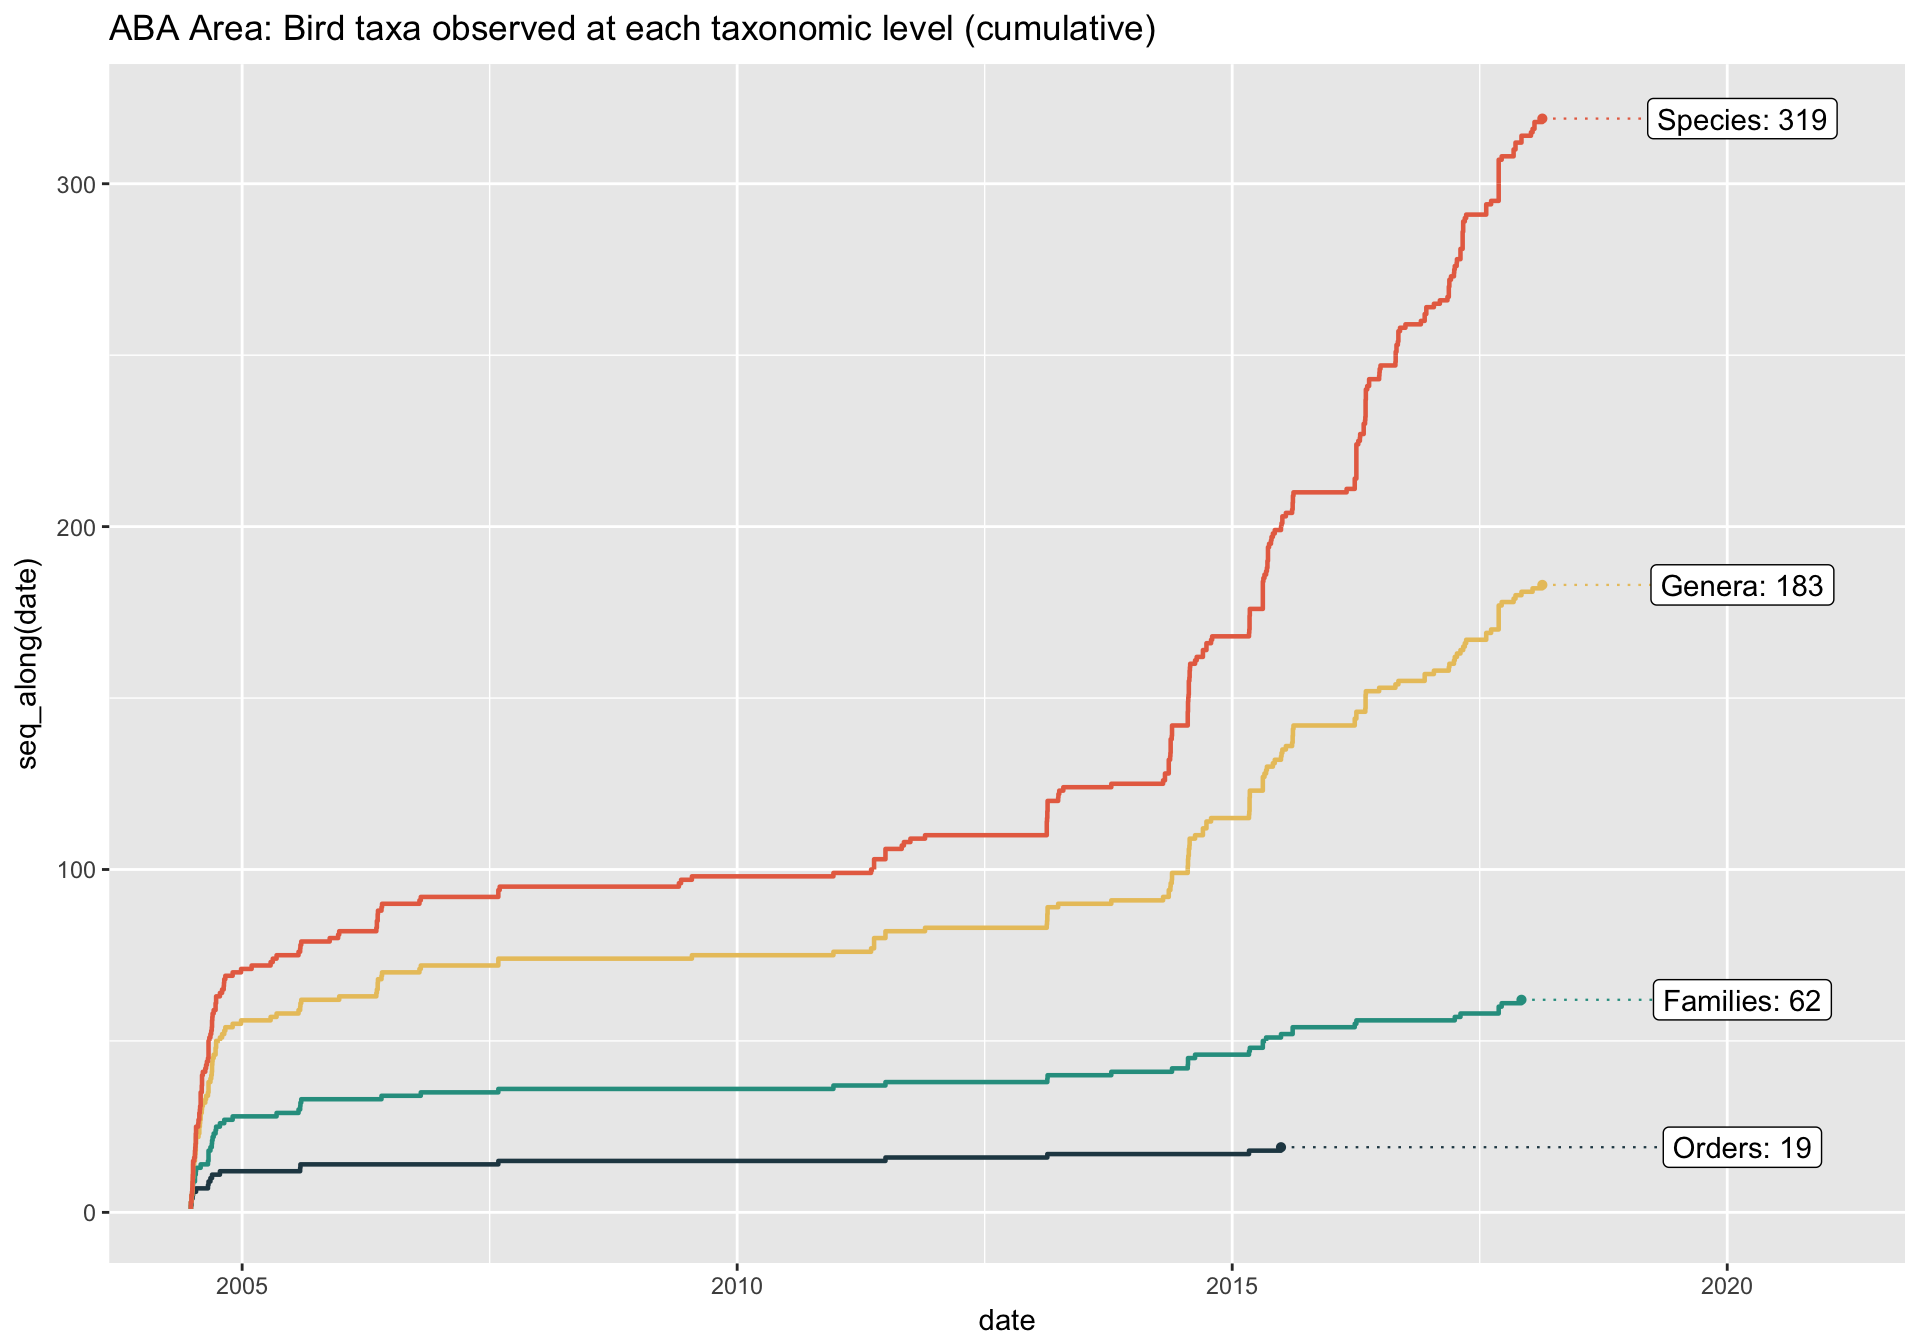 ABA Area: Bird taxa observed at each taxonomic level (cumulative)
Species: 319
300
200
Genera: 183
seq_along(date)
100
Families: 62
Orders: 19
0
2005 2010 2015 2020
date